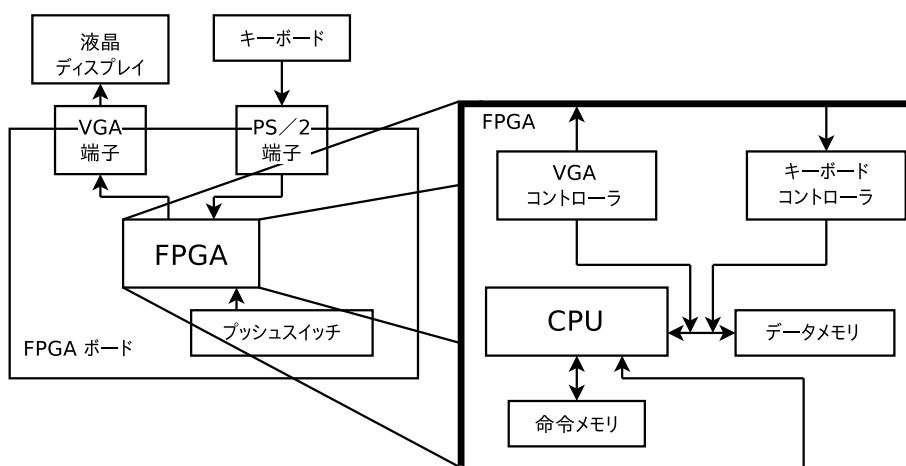 液晶
ディスプレイ
キーボード
VGA
端子
PS／2
端子
FPGA
プッシュスイッチ
FPGA ボード
FPGA
VGA
コントローラ
キーボード
コントローラ
CPU
データメモリ
命令メモリ